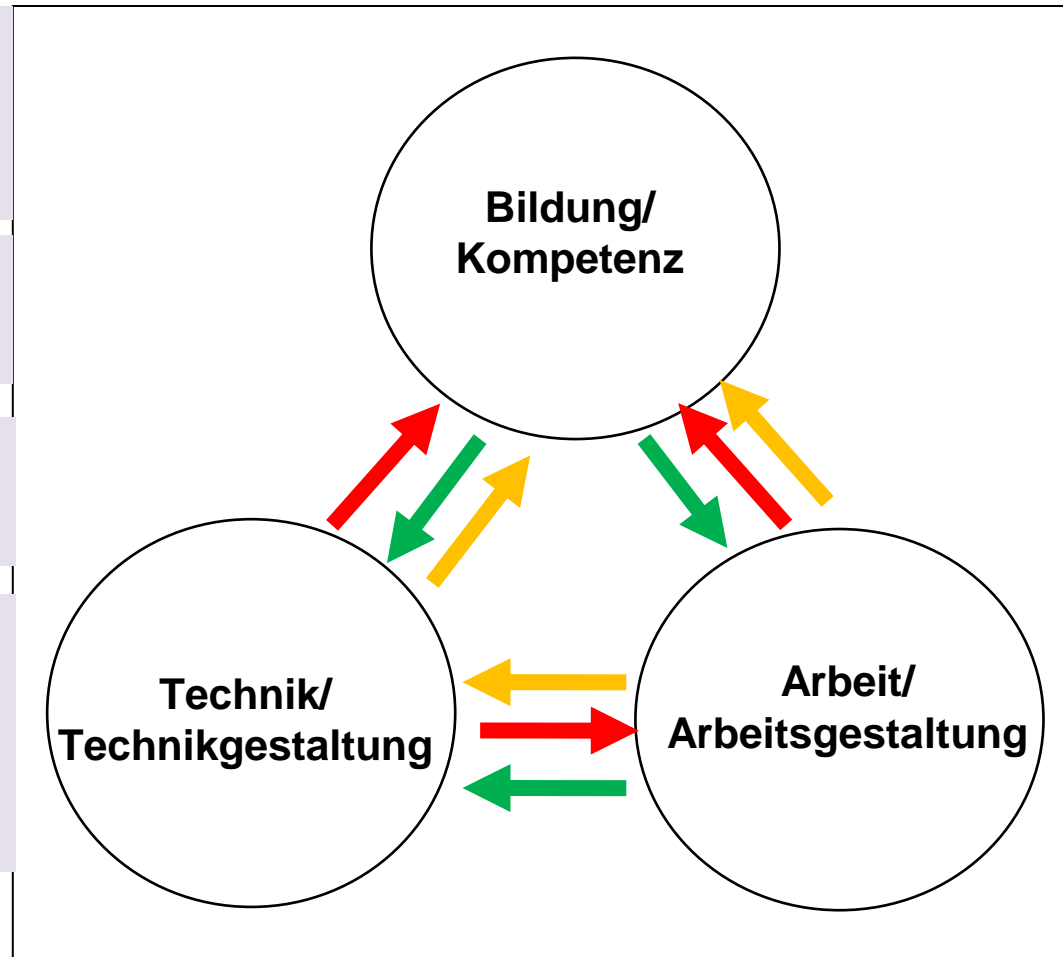 Bildung/
Kompetenz
Technik/
Technikgestaltung
Arbeit/
Arbeitsgestaltung